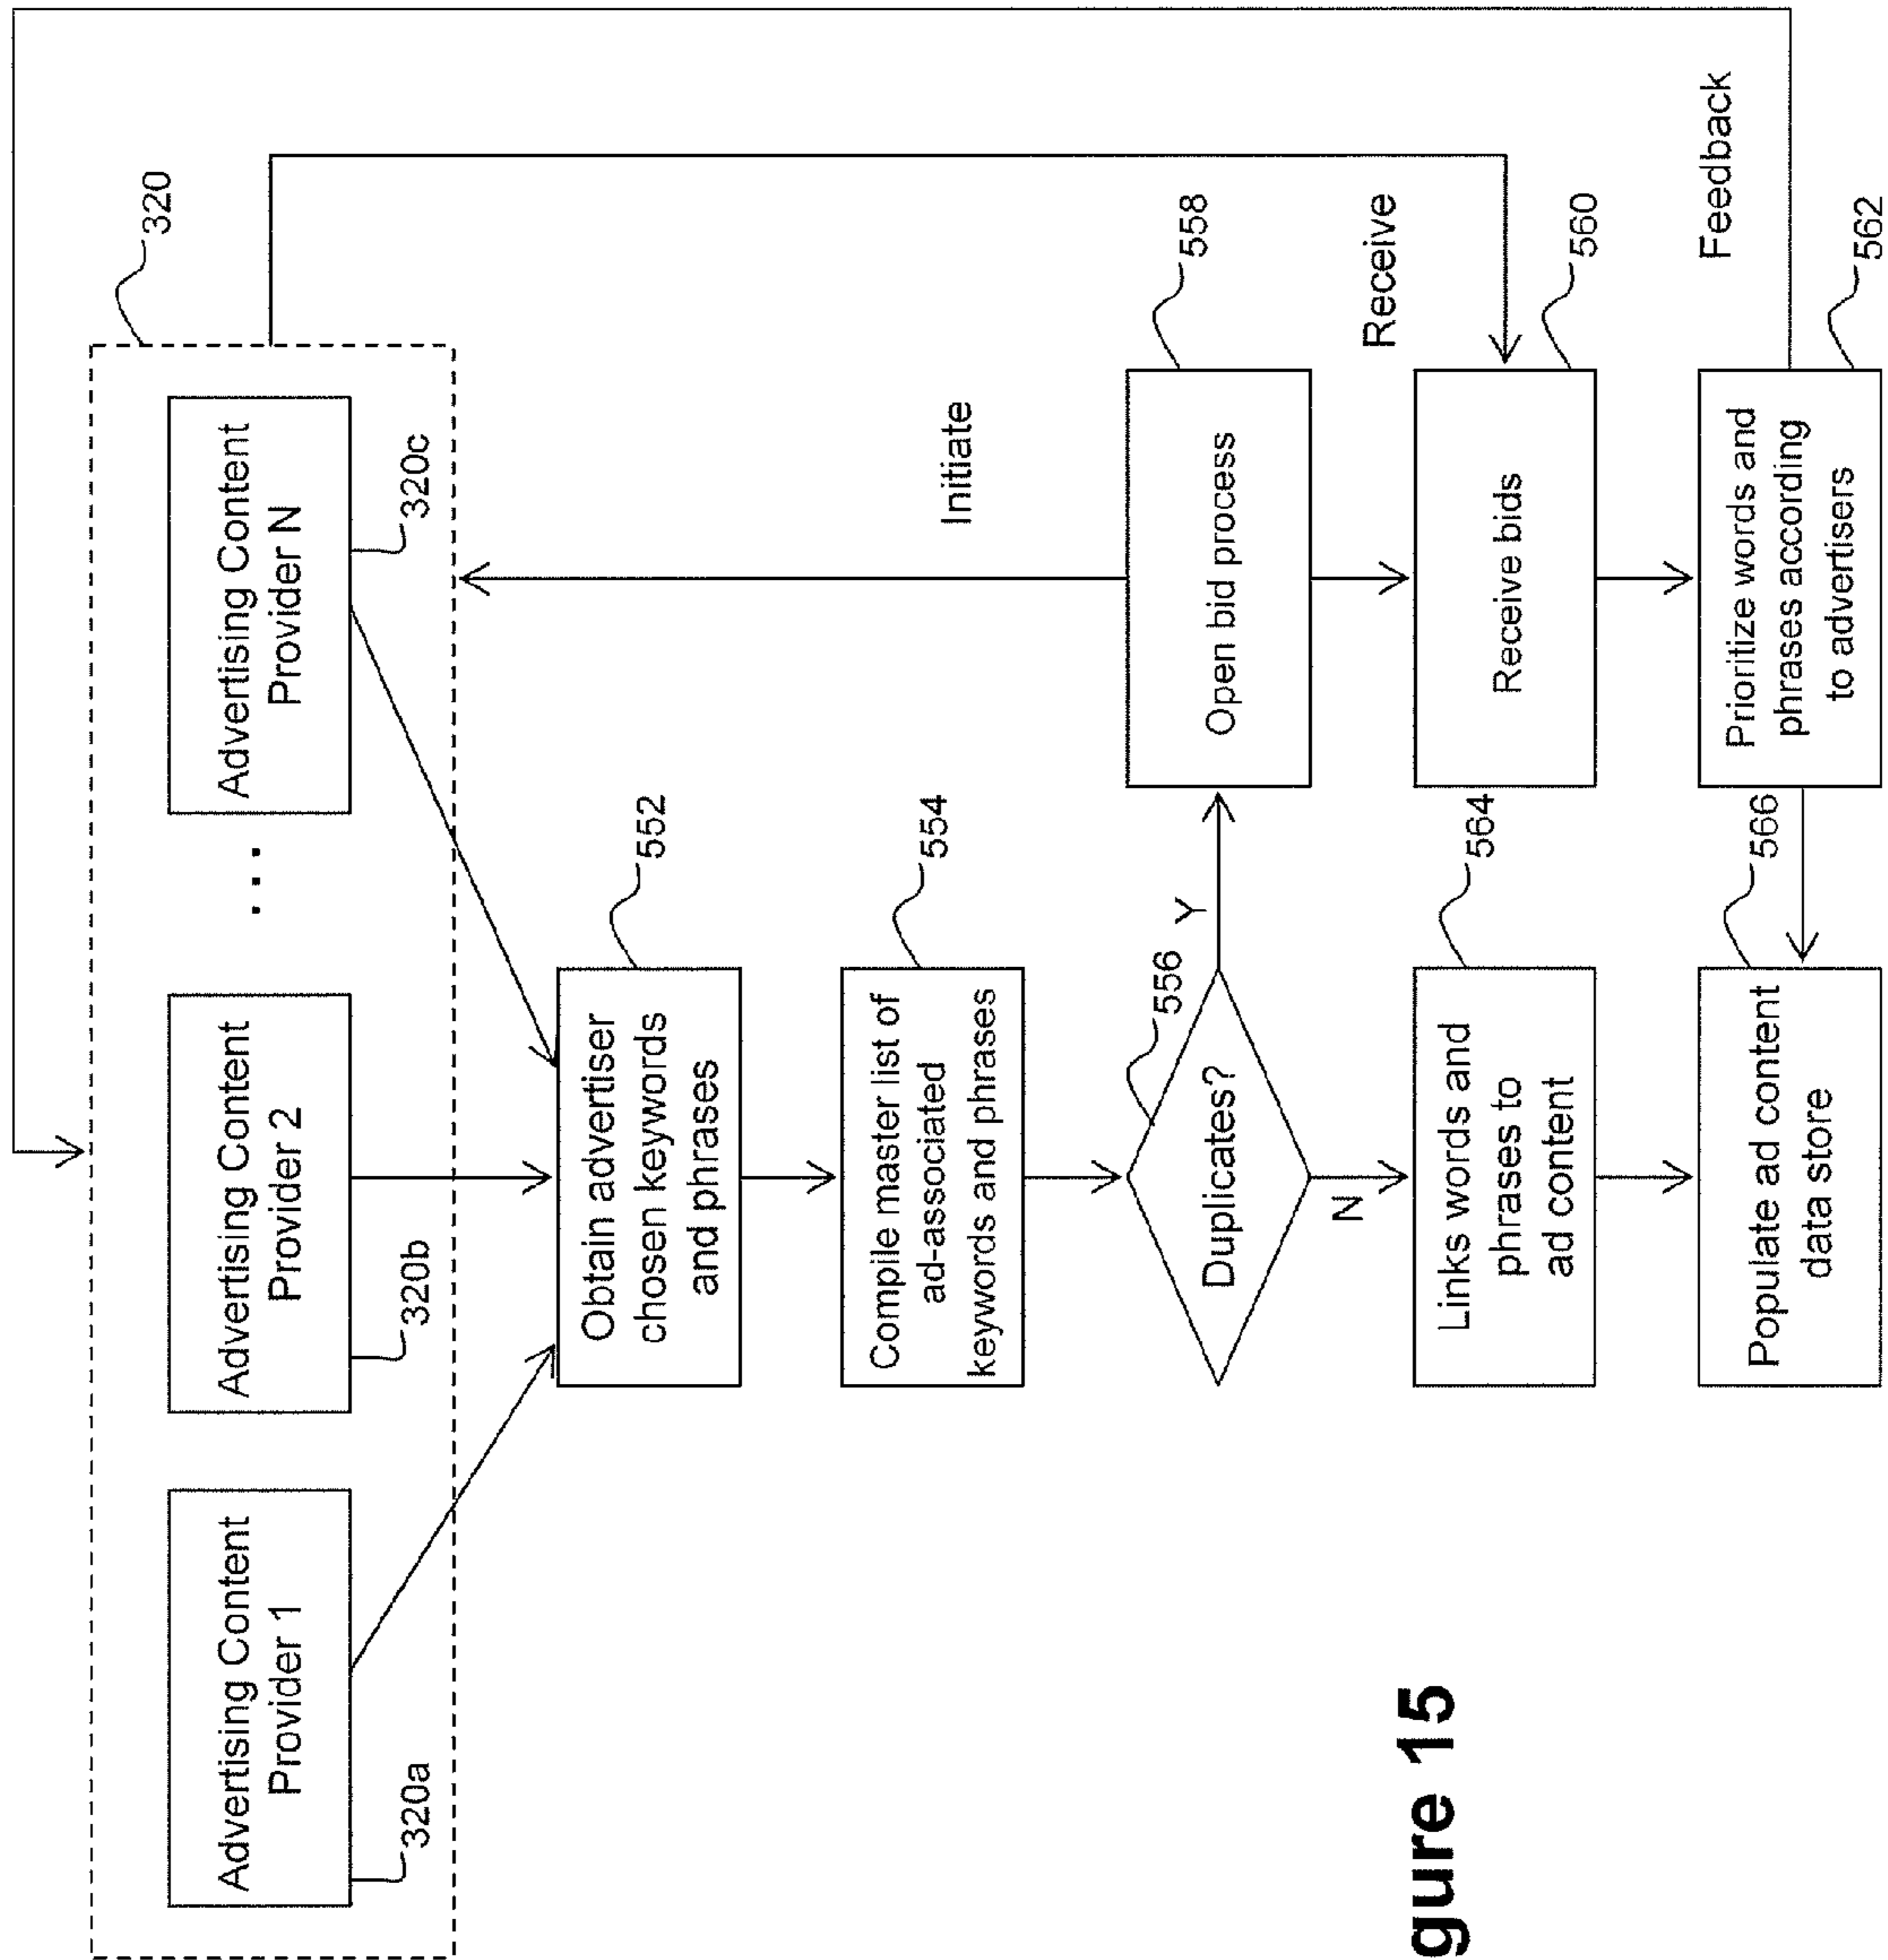 320
Advertising Content
Provider 1
320a
Advertising Content
Provider 2
320b
...
Advertising Content
Provider N
320c
Obtain advertiser
chosen keywords
and phrases
552
Compile master list of
ad-associated
keywords and phrases
554
Duplicates?
556
Y
N
Initiate
Open bid process
558
Receive
Receive bids
560
Links words and
phrases to
ad content
564
Feedback
Prioritize words and
phrases according
to advertisers
562
Populate ad content
data store
566
gure 15